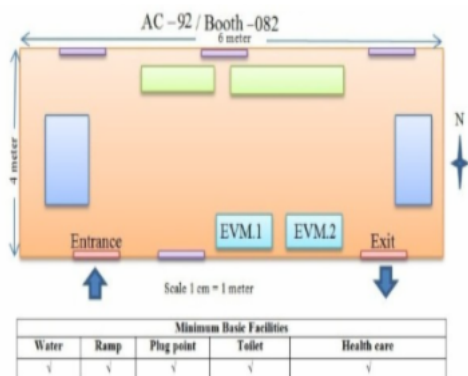 AC -92 / Booth -082
6 meter
4 meter
N
EVM.1 EVM.2
Entrance Exit
Scale 1 cm = 1 meter
Minimum Basic Facilities
Water Ramp Plug point Toilet Health care
√ √ √ √ √